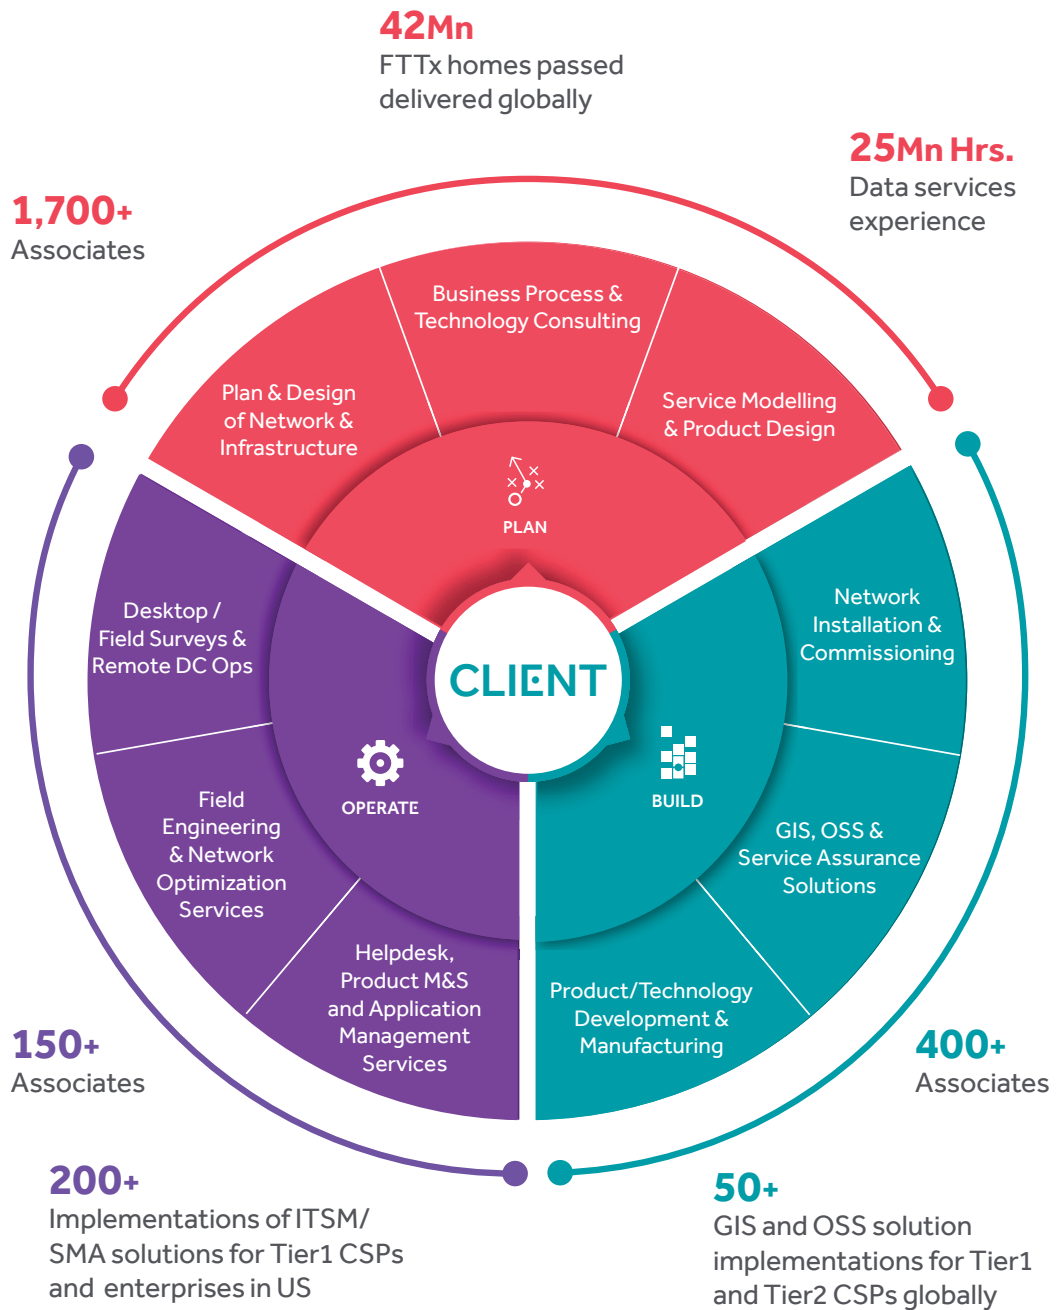 42Mn
FTTx homes passed
delivered globally
25Mn Hrs.
Data services
experience
1,700+
Associates
Business Process &
Technology Consulting
Plan & Design
of Network &
Infrastructure
Service Modelling
& Product Design
PLAN
Desktop /
Field Surveys &
Remote DC Ops
Network
Installation &
Commissioning
CLIENT
OPERATE
BUILD
Field
Engineering
& Network
Optimization
Services
GIS, OSS &
Service Assurance
Solutions
Helpdesk,
Product M&S
and Application
Management
Services
Product/Technology
Development &
Manufacturing
150+
Associates
400+
Associates
200+
Implementations of ITSM/
SMA solutions for Tier1 CSPs
and enterprises in US
50+
GIS and OSS solution
implementations for Tier1
and Tier2 CSPs globally